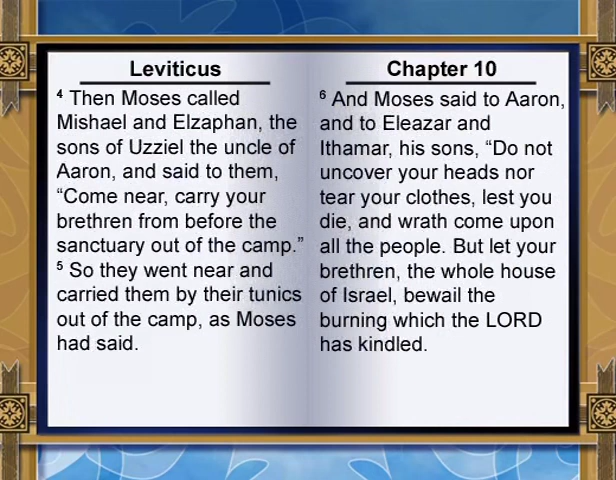 Leviticus
⁴ Then Moses called
Mishael and Elzaphan, the
sons of Uzziel the uncle of
Aaron, and said to them,
“Come near, carry your
brethren from before the
sanctuary out of the camp.”
⁵ So they went near and
carried them by their tunics
out of the camp, as Moses
had said.
Chapter 10
⁶ And Moses said to Aaron,
and to Eleazar and
Ithamar, his sons, “Do not
uncover your heads nor
tear your clothes, lest you
die, and wrath come upon
all the people. But let your
brethren, the whole house
of Israel, bewail the
burning which the LORD
has kindled.